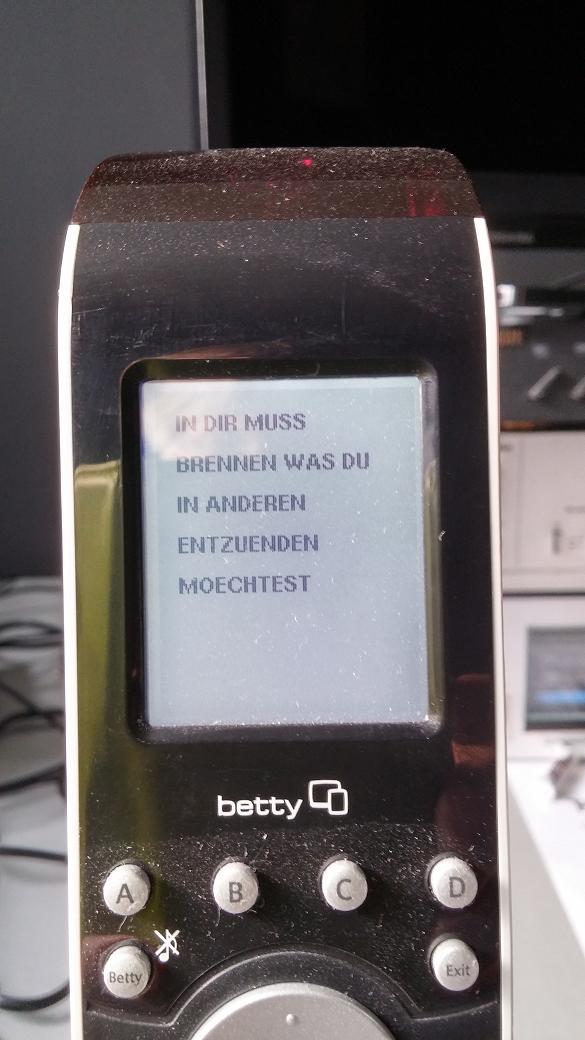 IN DIR MUSS
BRENNEN WAS DU
IN ANDEREN
ENTZUENDEN
MOECHTEST
betty
A B C D
Betty Exit